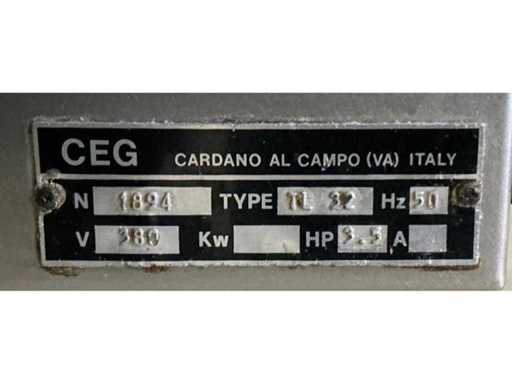 CEG CARDANO AL CAMPO (VA) ITALY
N 1894 TYPE TL 32 Hz 50
V 380 Kw HP 3.5 A